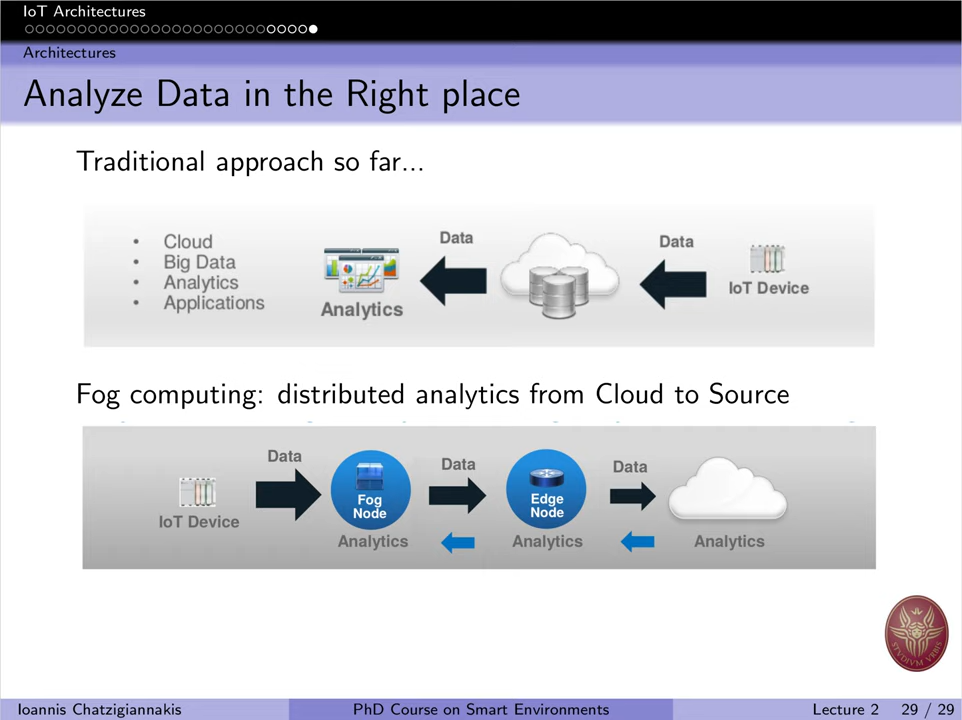 IoT Architectures
Architectures
Analyze Data in the Right place
Traditional approach so far...
• Cloud
• Big Data
• Analytics
• Applications
Analytics
Data
Data
IoT Device
Fog computing: distributed analytics from Cloud to Source
IoT Device
Data
Fog
Node
Analytics
Data
Edge
Node
Analytics
Data
Analytics
STVDIVM VRBIS
Ioannis Chatzigiannakis
PhD Course on Smart Environments
Lecture 2
29 / 29